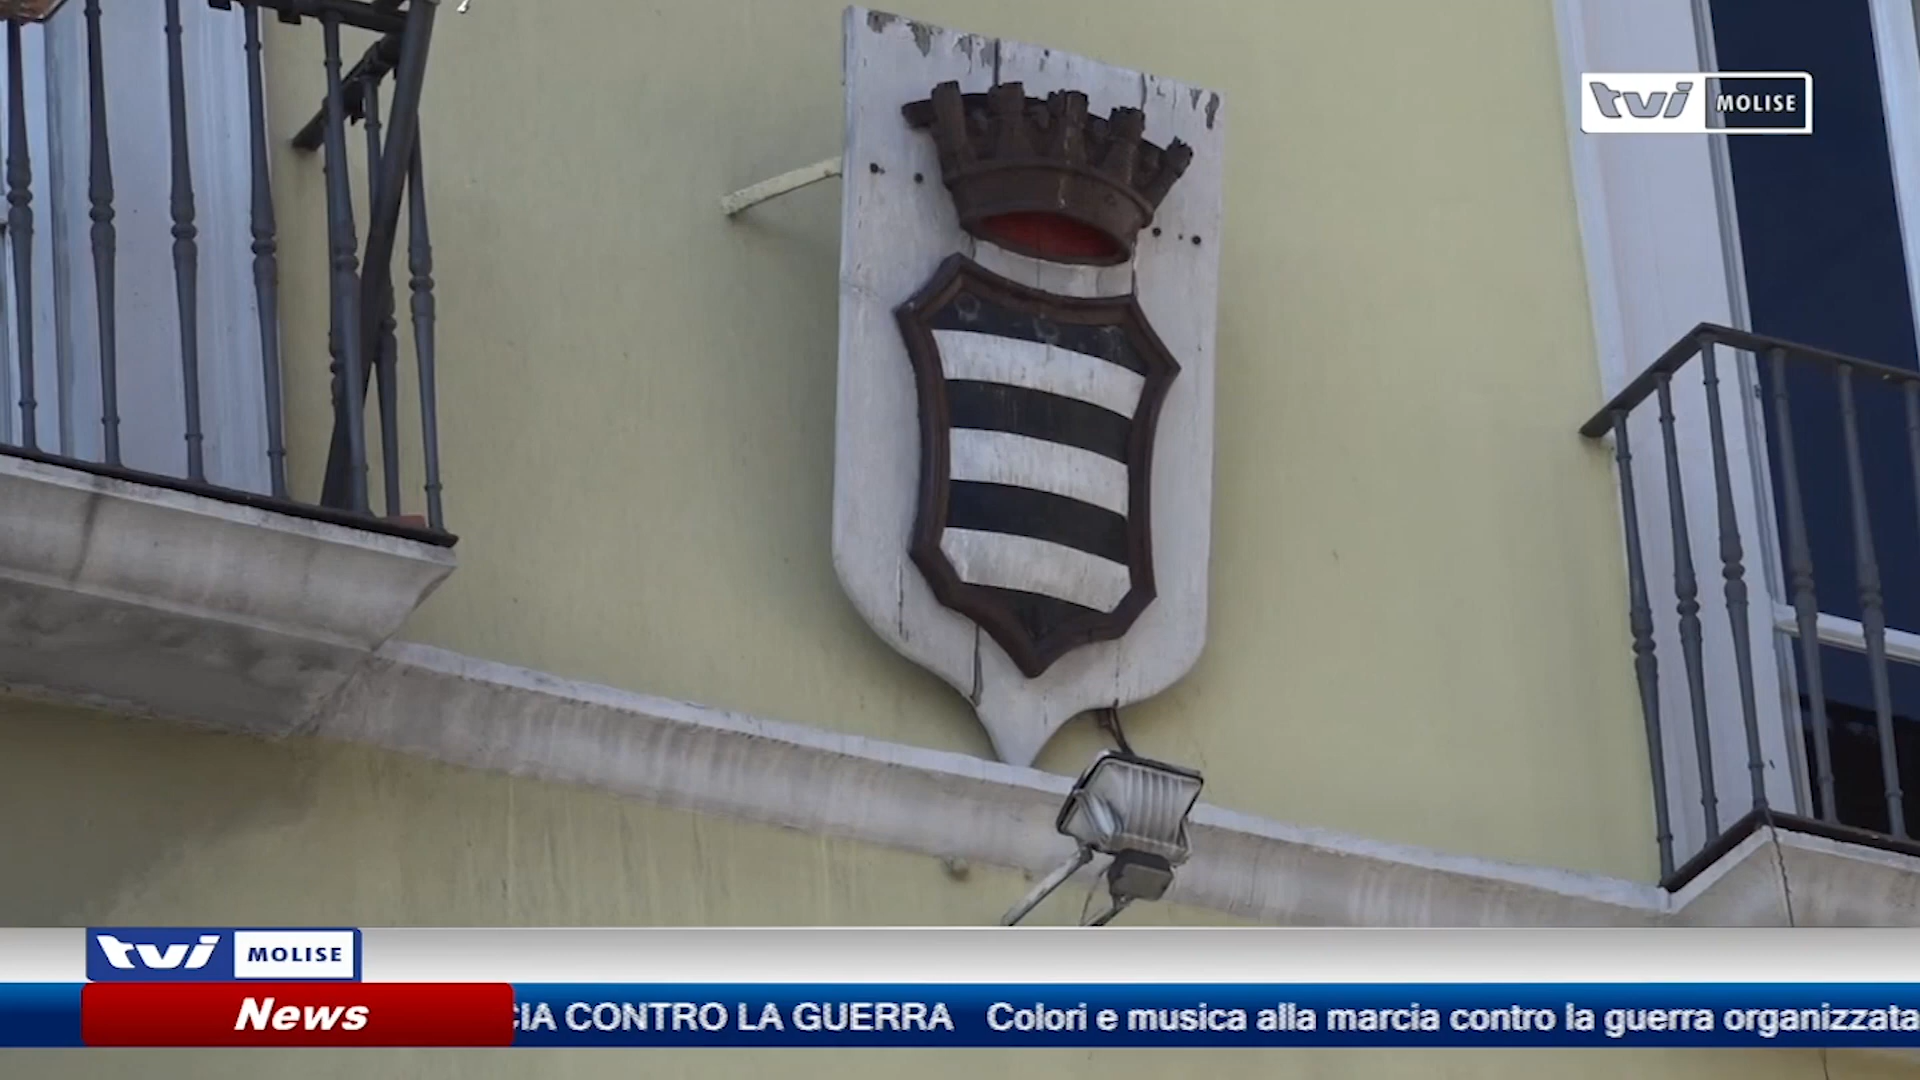 tvi MOLISE
tvi MOLISE
News
CIA CONTRO LA GUERRA Colori e musica alla marcia contro la guerra organizzata